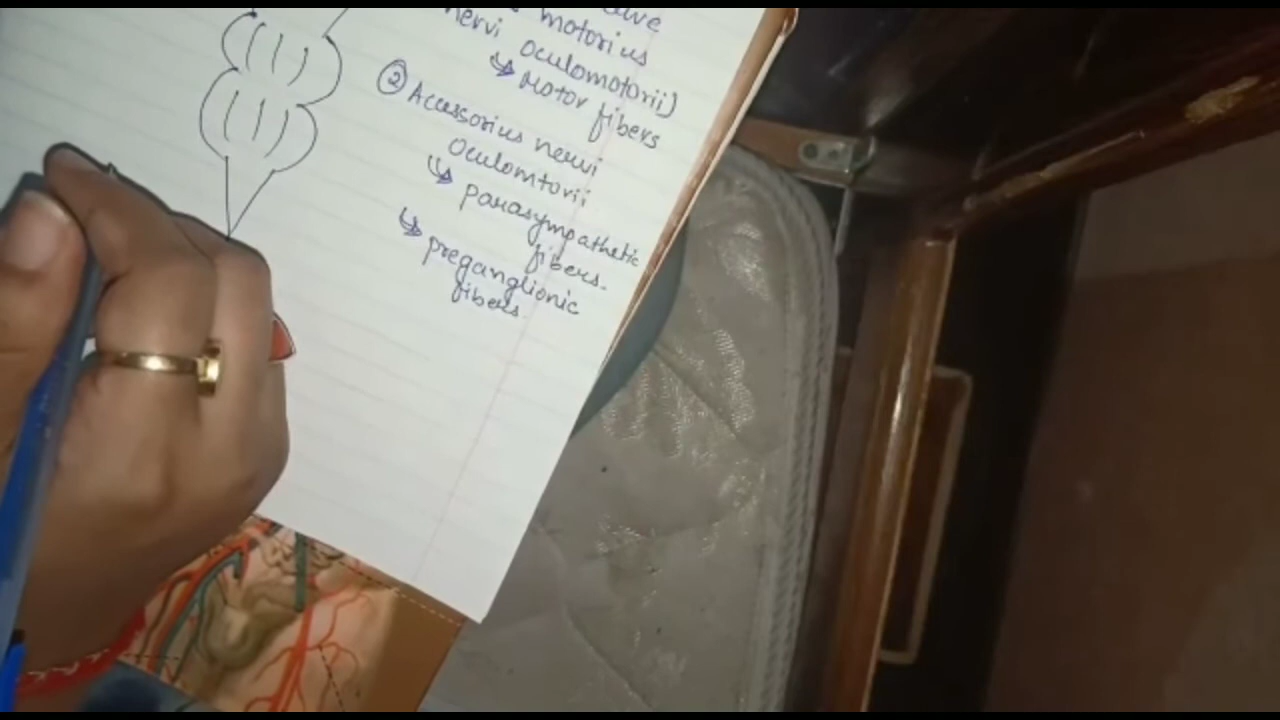 motorius
nervi oculomotorii)
↳ Motor fibers
② Accessorius nervi
Oculomtorii
↳ parasympathetic
fibers.
↳ preganglionic
fibers